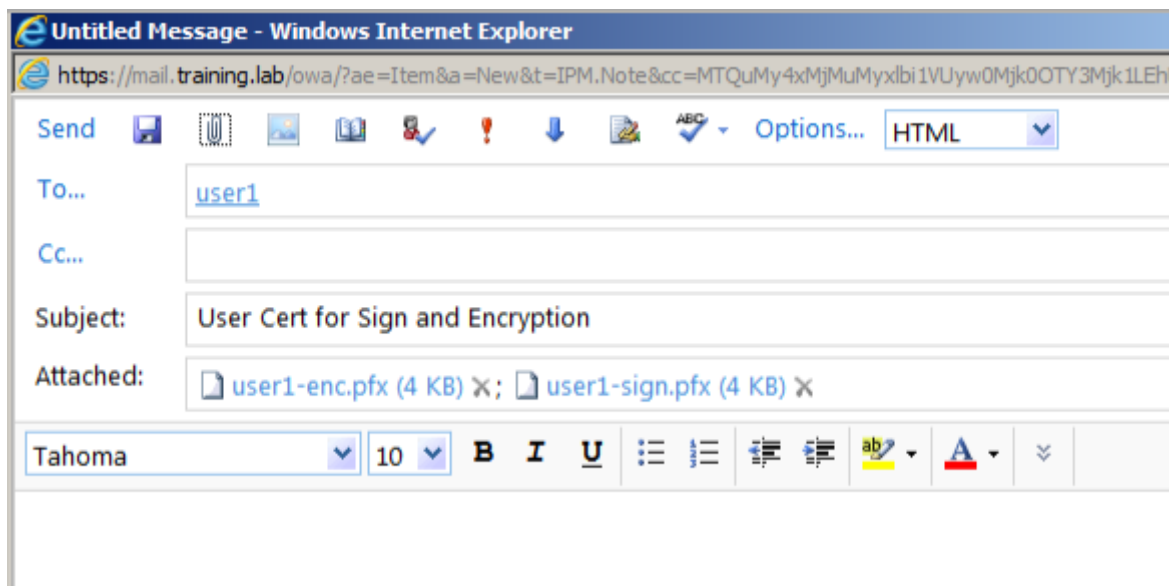 Untitled Message - Windows Internet Explorer
https://mail.training.lab/owa/?ae=Item&a=New&t=IPM.Note&cc=MTQuMy4xMjMuMyxlbi1VUyw0Mjk0OTY3Mjk1LEh
Send ABC Options... HTML
To... user1
Cc...
Subject: User Cert for Sign and Encryption
Attached: user1-enc.pfx (4 KB) ; user1-sign.pfx (4 KB)
Tahoma 10 B I U ab A